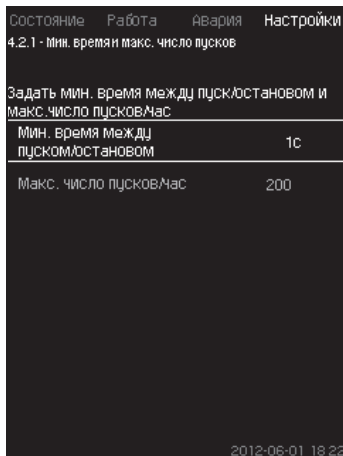 Состояние Работа Авария Настройки
4.2.1 - Мин. время и макс. число пусков
Задать мин. время между пуск/остановом и
макс.число пусков/час
Мин. время между
пуском/остановом
1с
Макс. число пусков/час 200
2012-06-01 18:22